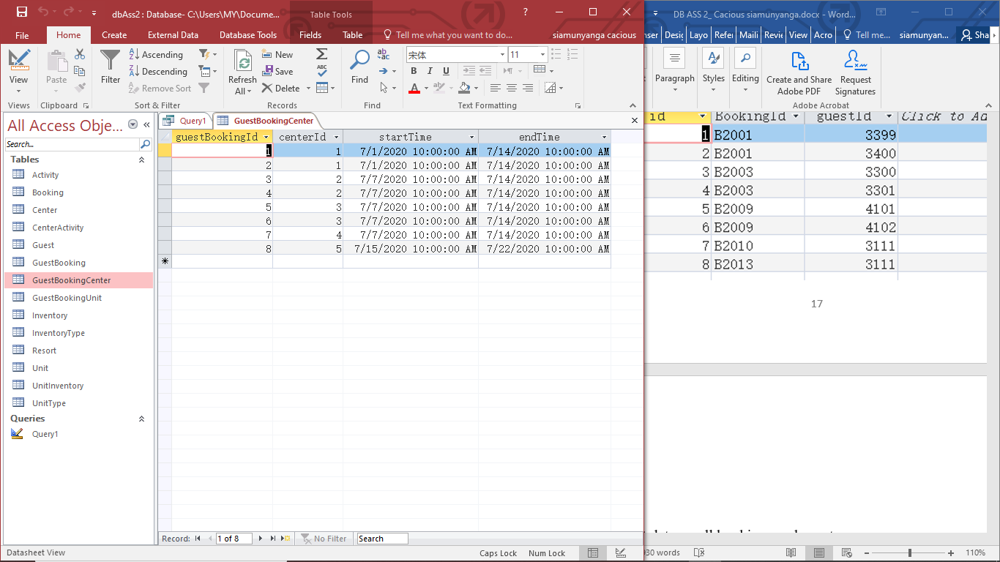 dbAss2 : Database- C:\Users\MY\Docume...
Table Tools
?
File
Home
Create
External Data
Database Tools
Fields
Table
Tell me what you want to do...
siamunyanga cacious
View
Views
Paste
Clipboard
Filter
Ascending
Descending
Remove Sort
Sort & Filter
Refresh
All
New
Save
Delete
Records
Find
ab
ac
Find
宋体
11
B
I
U
A
Text Formatting
All Access Obje...
Search...
Tables
Activity
Booking
Center
CenterActivity
Guest
GuestBooking
GuestBookingCenter
GuestBookingUnit
Inventory
InventoryType
Resort
Unit
UnitInventory
UnitType
Queries
Query1
Query1
GuestBookingCenter
guestBookingId centerId startTime endTime
1 1 7/1/2020 10:00:00 AM 7/14/2020 10:00:00 AM
2 1 7/1/2020 10:00:00 AM 7/14/2020 10:00:00 AM
3 2 7/7/2020 10:00:00 AM 7/14/2020 10:00:00 AM
4 2 7/7/2020 10:00:00 AM 7/14/2020 10:00:00 AM
5 3 7/7/2020 10:00:00 AM 7/14/2020 10:00:00 AM
6 3 7/7/2020 10:00:00 AM 7/14/2020 10:00:00 AM
7 4 7/7/2020 10:00:00 AM 7/14/2020 10:00:00 AM
8 5 7/15/2020 10:00:00 AM 7/22/2020 10:00:00 AM
*
Record:
1 of 8
No Filter
Search
Datasheet View
Caps Lock
Num Lock
DB ASS 2_ Cacious siamunyanga.docx - Word...
nser
Desig
Layo
Refer
Maili
Revie
View
Acro
Tell me...
siamunyan...
Sha
Paragraph
Styles
Editing
Create and Share
Adobe PDF
Request
Signatures
Adobe Acrobat
id BookingId guestId Click to Ad
1 B2001 3399
2 B2001 3400
3 B2003 3300
4 B2003 3301
5 B2009 4101
6 B2009 4102
7 B2010 3111
8 B2013 3111
17
30 words
110%